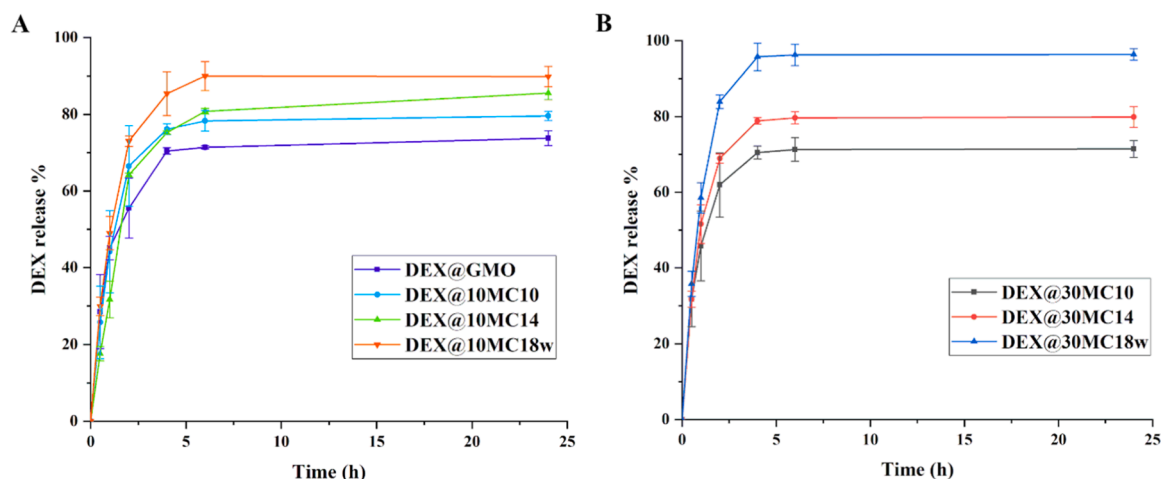 A
DEX release %
100
80
60
40
20
0
0
5
10
15
20
25
Time (h)
DEX@GMO
DEX@10MC10
DEX@10MC14
DEX@10MC18w
B
DEX release %
100
80
60
40
20
0
0
5
10
15
20
25
Time (h)
DEX@30MC10
DEX@30MC14
DEX@30MC18w